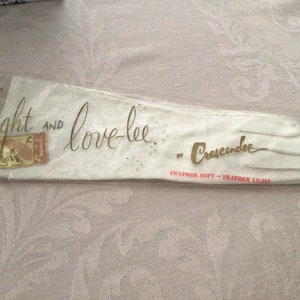 ght AND love-lee
BY Crescendoe
FEATHER SOFT — FEATHER LIGHT